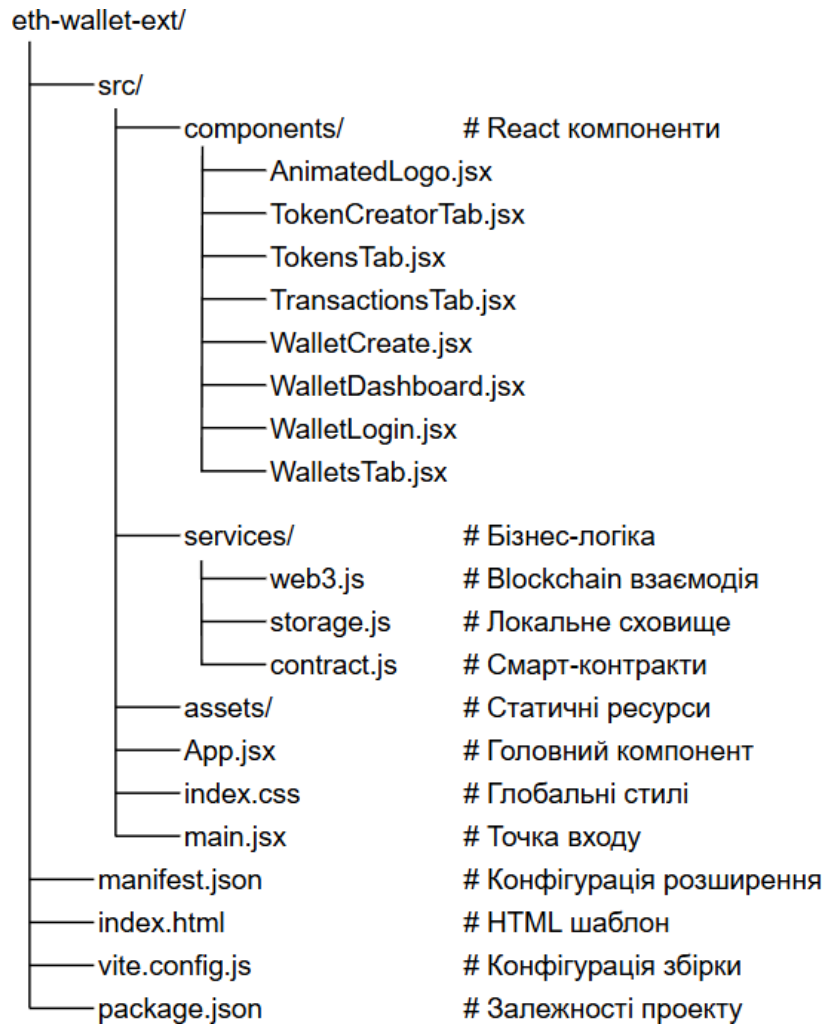 eth-wallet-ext/
src/
components/ # React компоненти
AnimatedLogo.jsx
TokenCreatorTab.jsx
TokensTab.jsx
TransactionsTab.jsx
WalletCreate.jsx
WalletDashboard.jsx
WalletLogin.jsx
WalletsTab.jsx
services/ # Бізнес-логіка
web3.js # Blockchain взаємодія
storage.js # Локальне сховище
contract.js # Смарт-контракти
assets/ # Статичні ресурси
App.jsx # Головний компонент
index.css # Глобальні стилі
main.jsx # Точка входу
manifest.json # Конфігурація розширення
index.html # HTML шаблон
vite.config.js # Конфігурація збірки
package.json # Залежності проекту